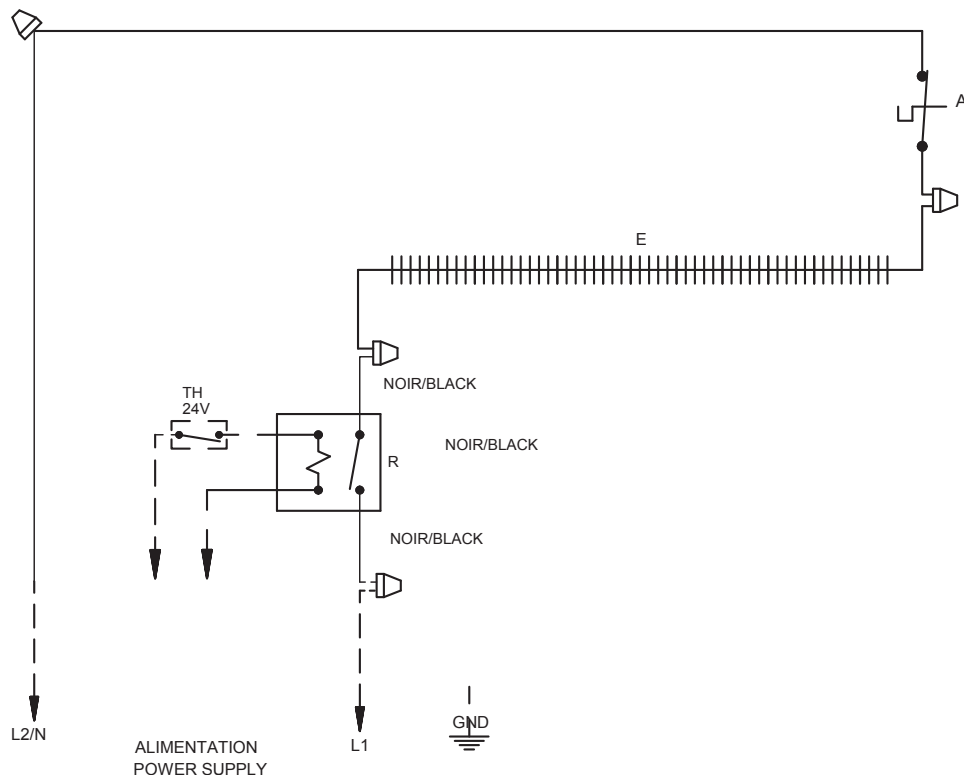 A
E
NOIR/BLACK
TH
24V
NOIR/BLACK
R
NOIR/BLACK
L2/N
L1
GND
ALIMENTATION
POWER SUPPLY